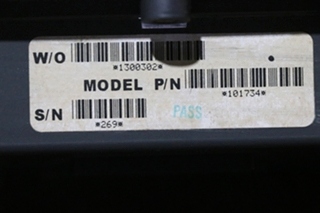 W/O
*1300302*
MODEL P/N
*101734*
S/N
*269*
PASS